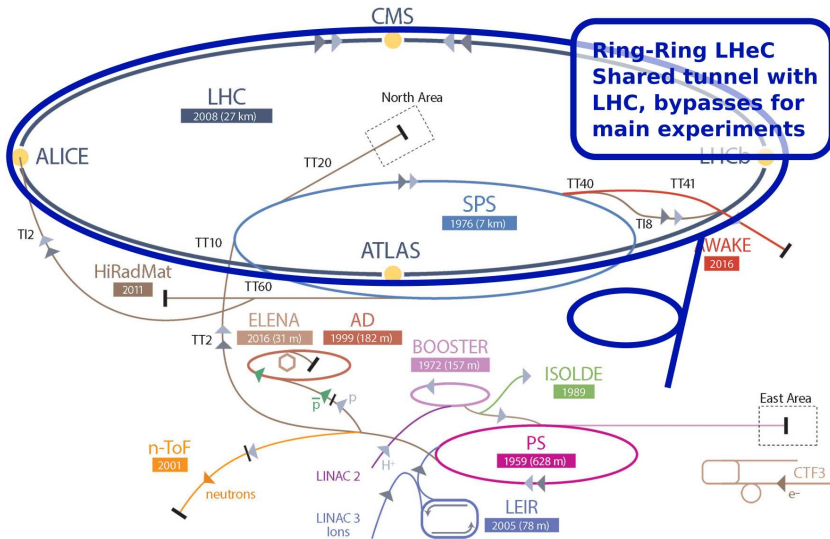 CMS
Ring-Ring LHeC
Shared tunnel with
LHC, bypasses for
main experiments
LHC
2008 (27 km)
North Area
ALICE
LHCb
TT20
TT40
TT41
SPS
1976 (7 km)
TI8
TI2
TT10
ATLAS
AWAKE
2016
HiRadMat
2011
TT60
ELENA
2016 (31 m)
AD
1999 (182 m)
TT2
BOOSTER
1972 (157 m)
ISOLDE
1989
p̅
p
East Area
n-ToF
2001
PS
1959 (628 m)
LINAC 2
H⁺
neutrons
CTF3
e⁻
LINAC 3
Ions
LEIR
2005 (78 m)